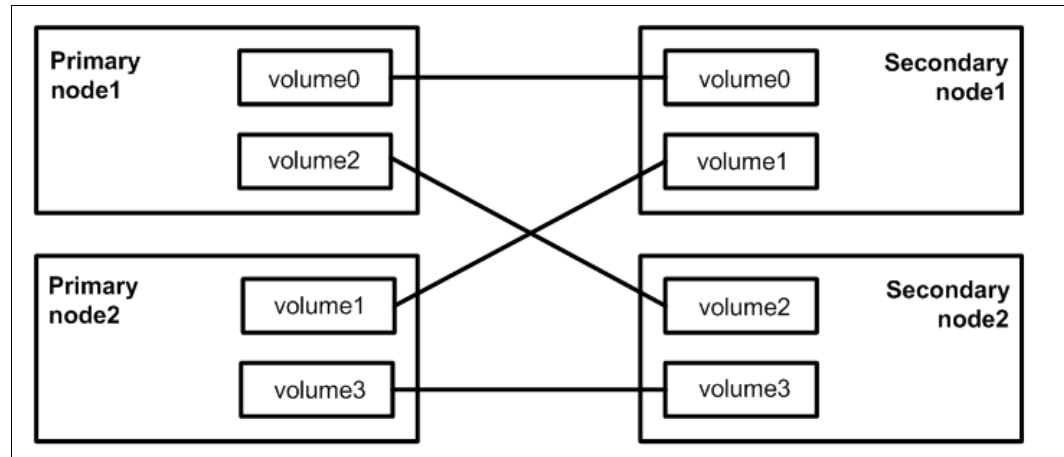 Primary
node1
volume0
volume2
volume0
volume1
Secondary
node1
Primary
node2
volume1
volume3
volume2
volume3
Secondary
node2